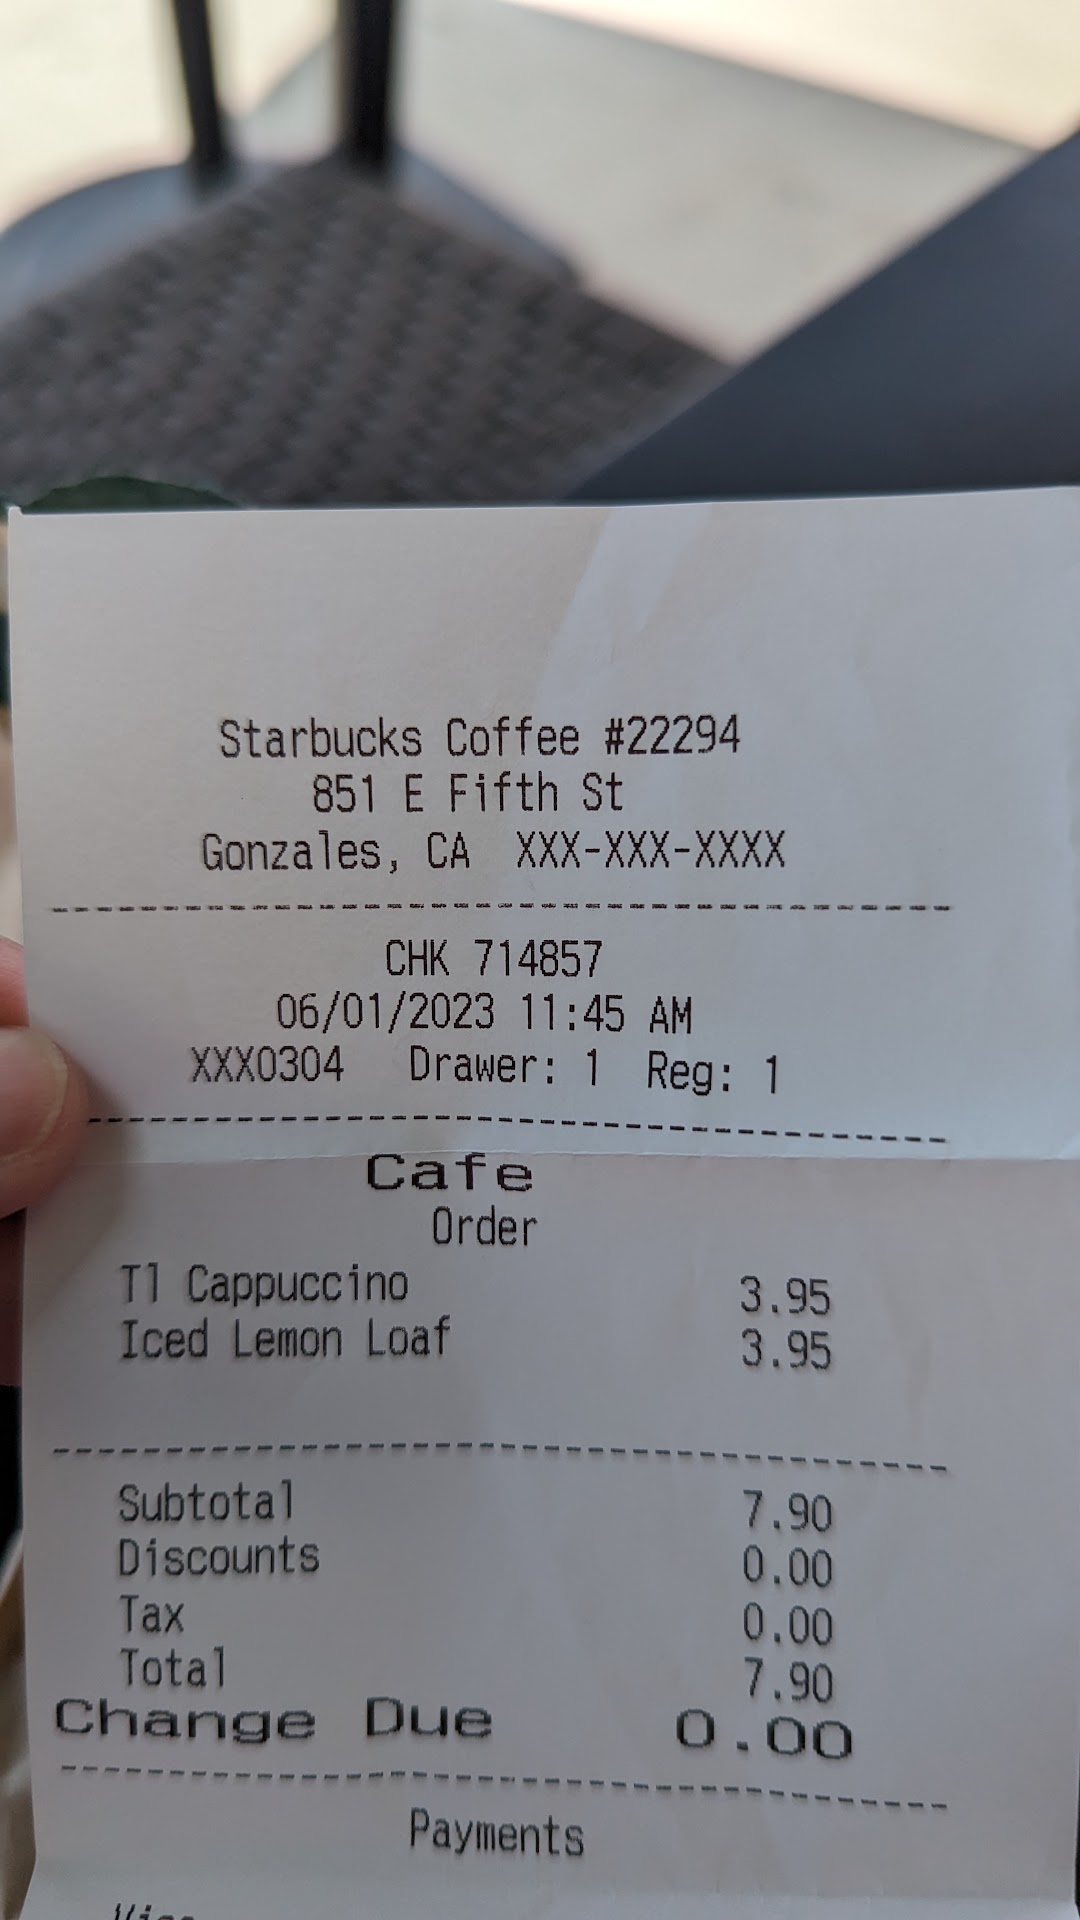 Starbucks Coffee #22294
851 E Fifth St
Gonzales, CA XXX-XXX-XXXX
CHK 714857
06/01/2023 11:45 AM
XXX0304 Drawer: 1 Reg: 1
Cafe
Order
Tl Cappuccino 3.95
Iced Lemon Loaf 3.95
Subtotal 7.90
Discounts 0.00
Tax 0.00
Total 7.90
Change Due 0.00
Payments